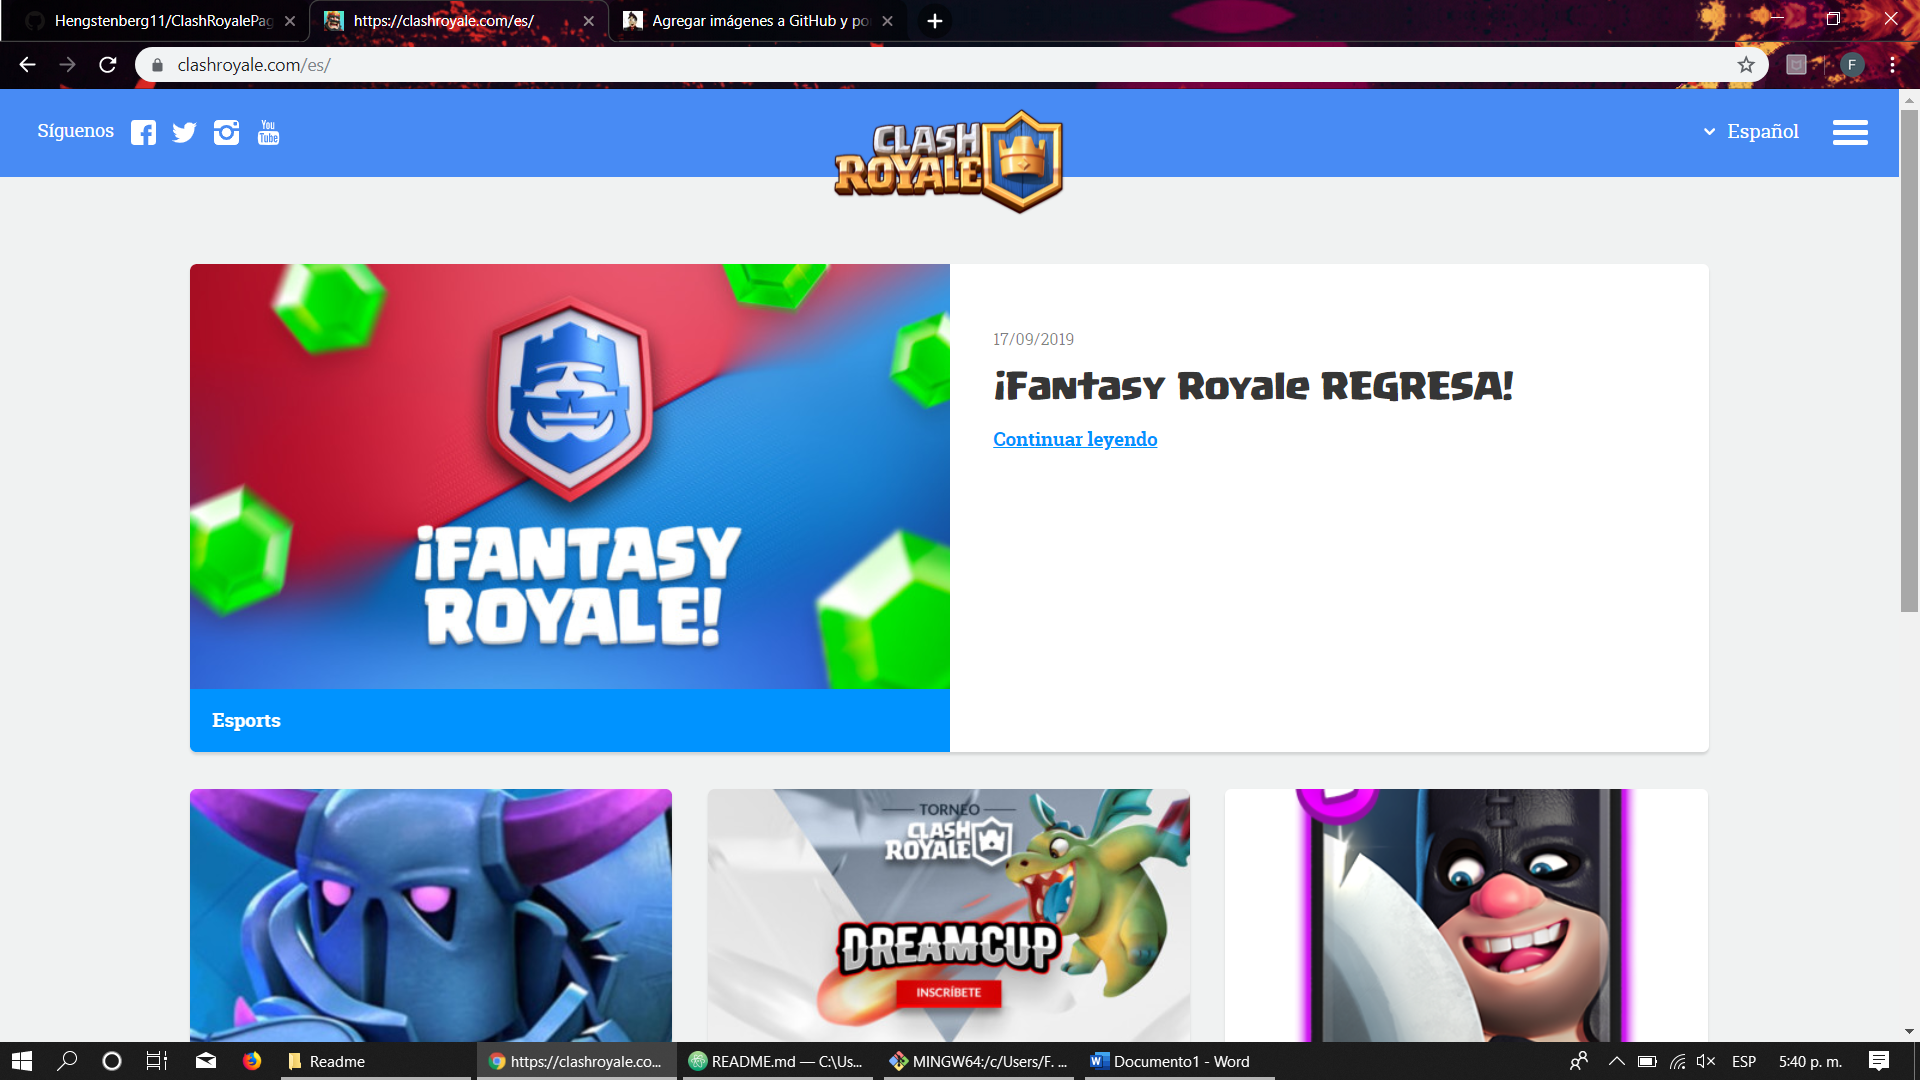 Hengstenberg11/ClashRoyalePag
https://clashroyale.com/es/
Agregar imágenes a GitHub y po
clashroyale.com/es/
F
Síguenos
You
Tube
CLASH
ROYALE
Español
¡FANTASY
ROYALE!
Esports
17/09/2019
¡Fantasy Royale REGRESA!
Continuar leyendo
TORNEO
CLASH
ROYALE
DREAMCUP
INSCRÍBETE
Readme
https://clashroyale.co...
README.md — C:\Us...
MINGW64:/c/Users/F. ...
Documento1 - Word
ESP
5:40 p. m.